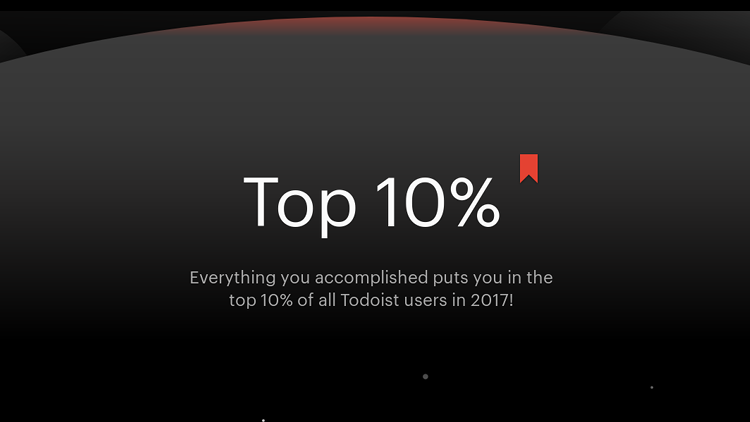 Top 10%
Everything you accomplished puts you in the
top 10% of all Todoist users in 2017!